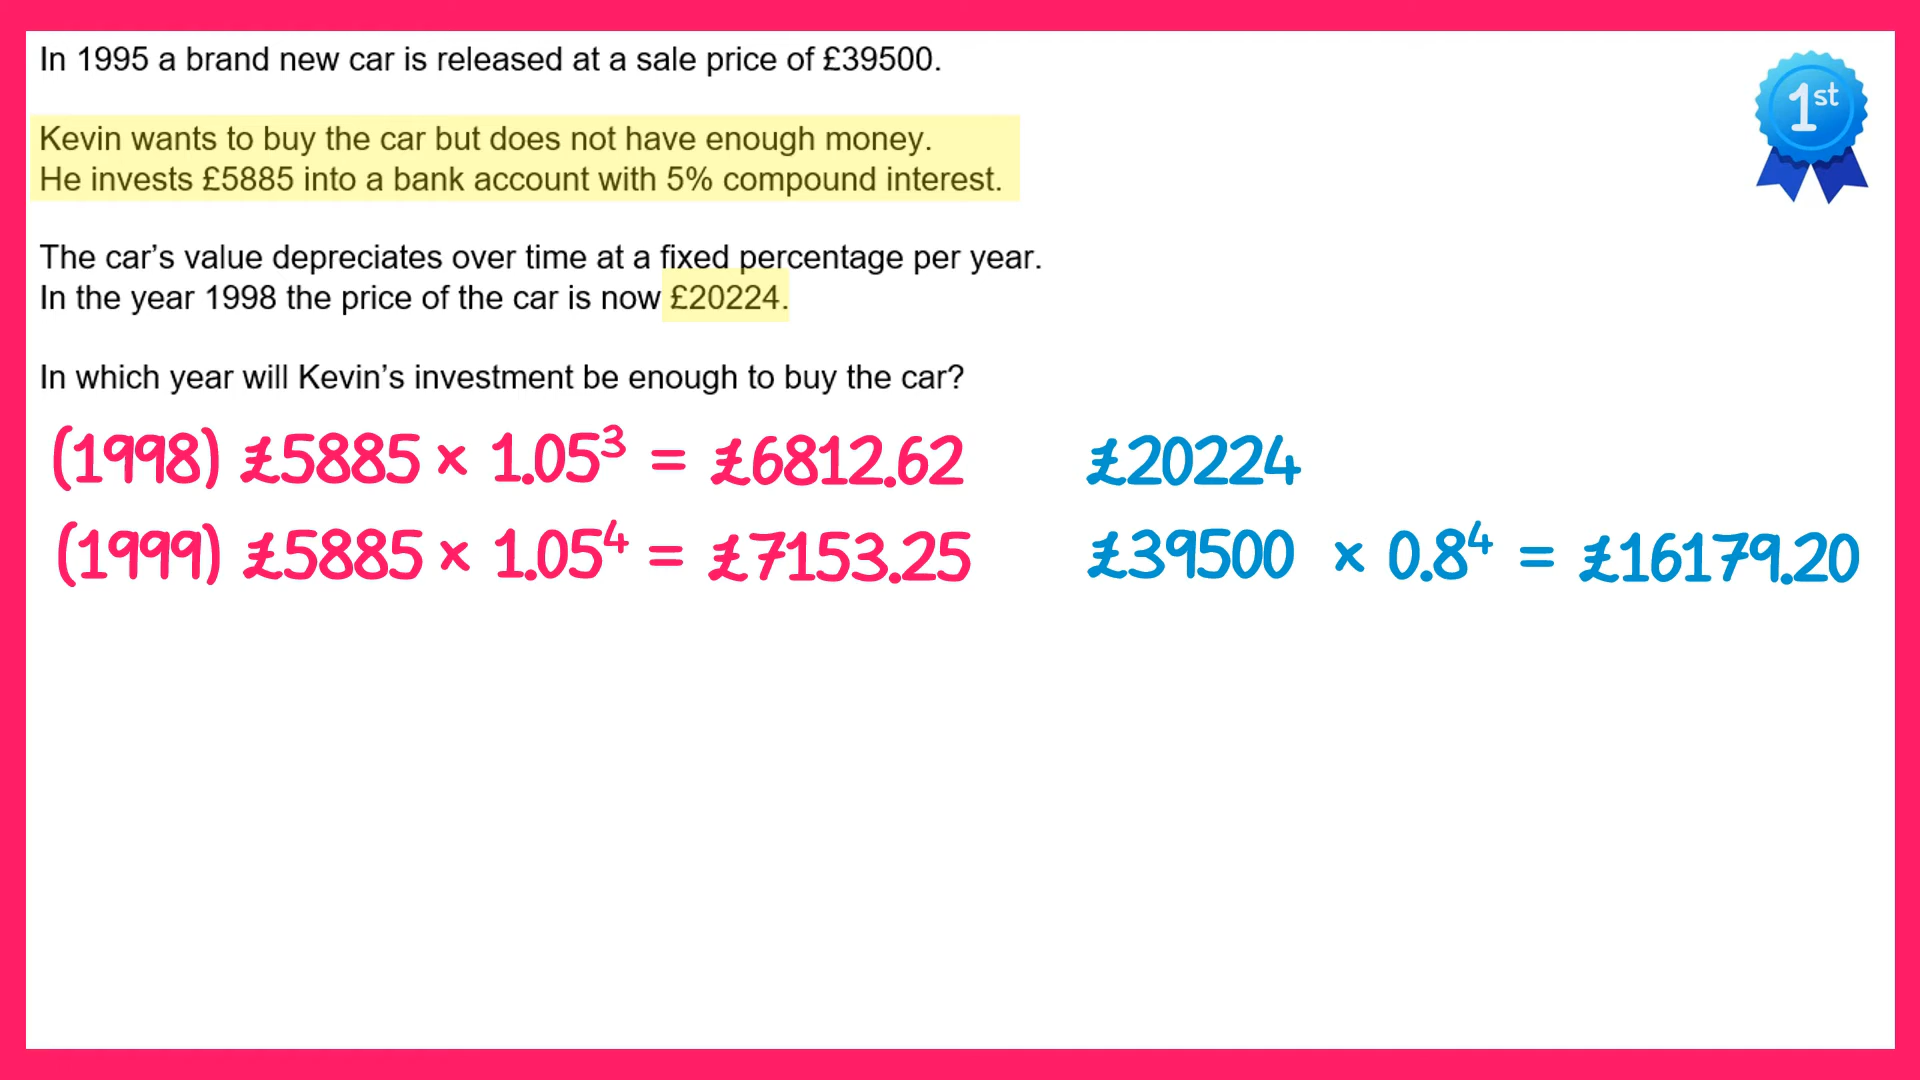 In 1995 a brand new car is released at a sale price of £39500.
1st
Kevin wants to buy the car but does not have enough money.
He invests £5885 into a bank account with 5% compound interest.
The car’s value depreciates over time at a fixed percentage per year.
In the year 1998 the price of the car is now £20224.
In which year will Kevin’s investment be enough to buy the car?
(1998) £5885 × 1.05³ = £6812.62 £20224
(1999) £5885 × 1.05⁴ = £7153.25 £39500 × 0.8⁴ = £16179.20